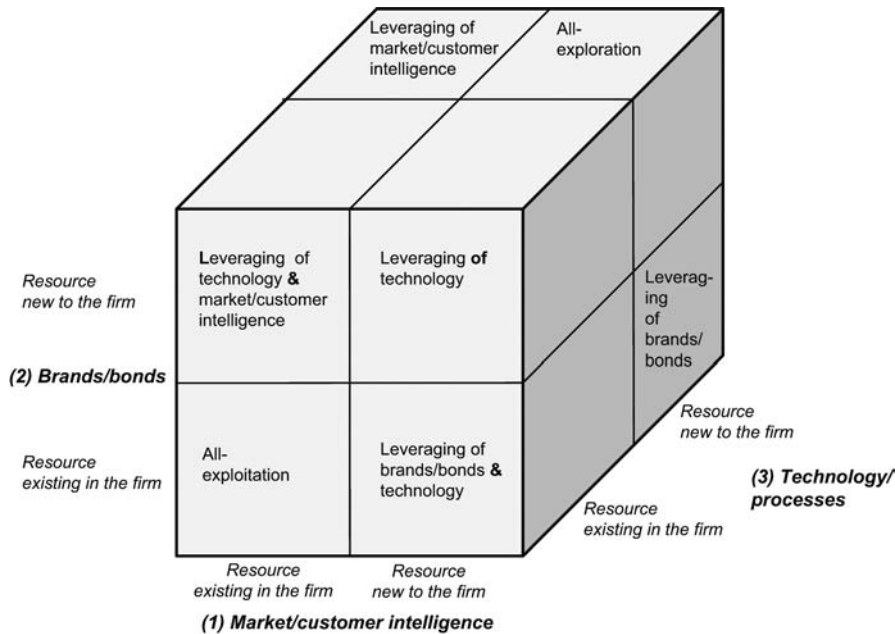 Leveraging of
market/customer
intelligence
All-
exploration
Leveraging of
technology &
market/customer
intelligence
Leveraging of
technology
Resource
new to the firm
Leverag-
ing
of
brands/
bonds
(2) Brands/bonds
Resource
existing in the firm
All-
exploitation
Leveraging of
brands/bonds &
technology
Resource
new to the firm
(3) Technology/
processes
Resource
existing in the firm
Resource
existing in the firm
Resource
new to the firm
(1) Market/customer intelligence